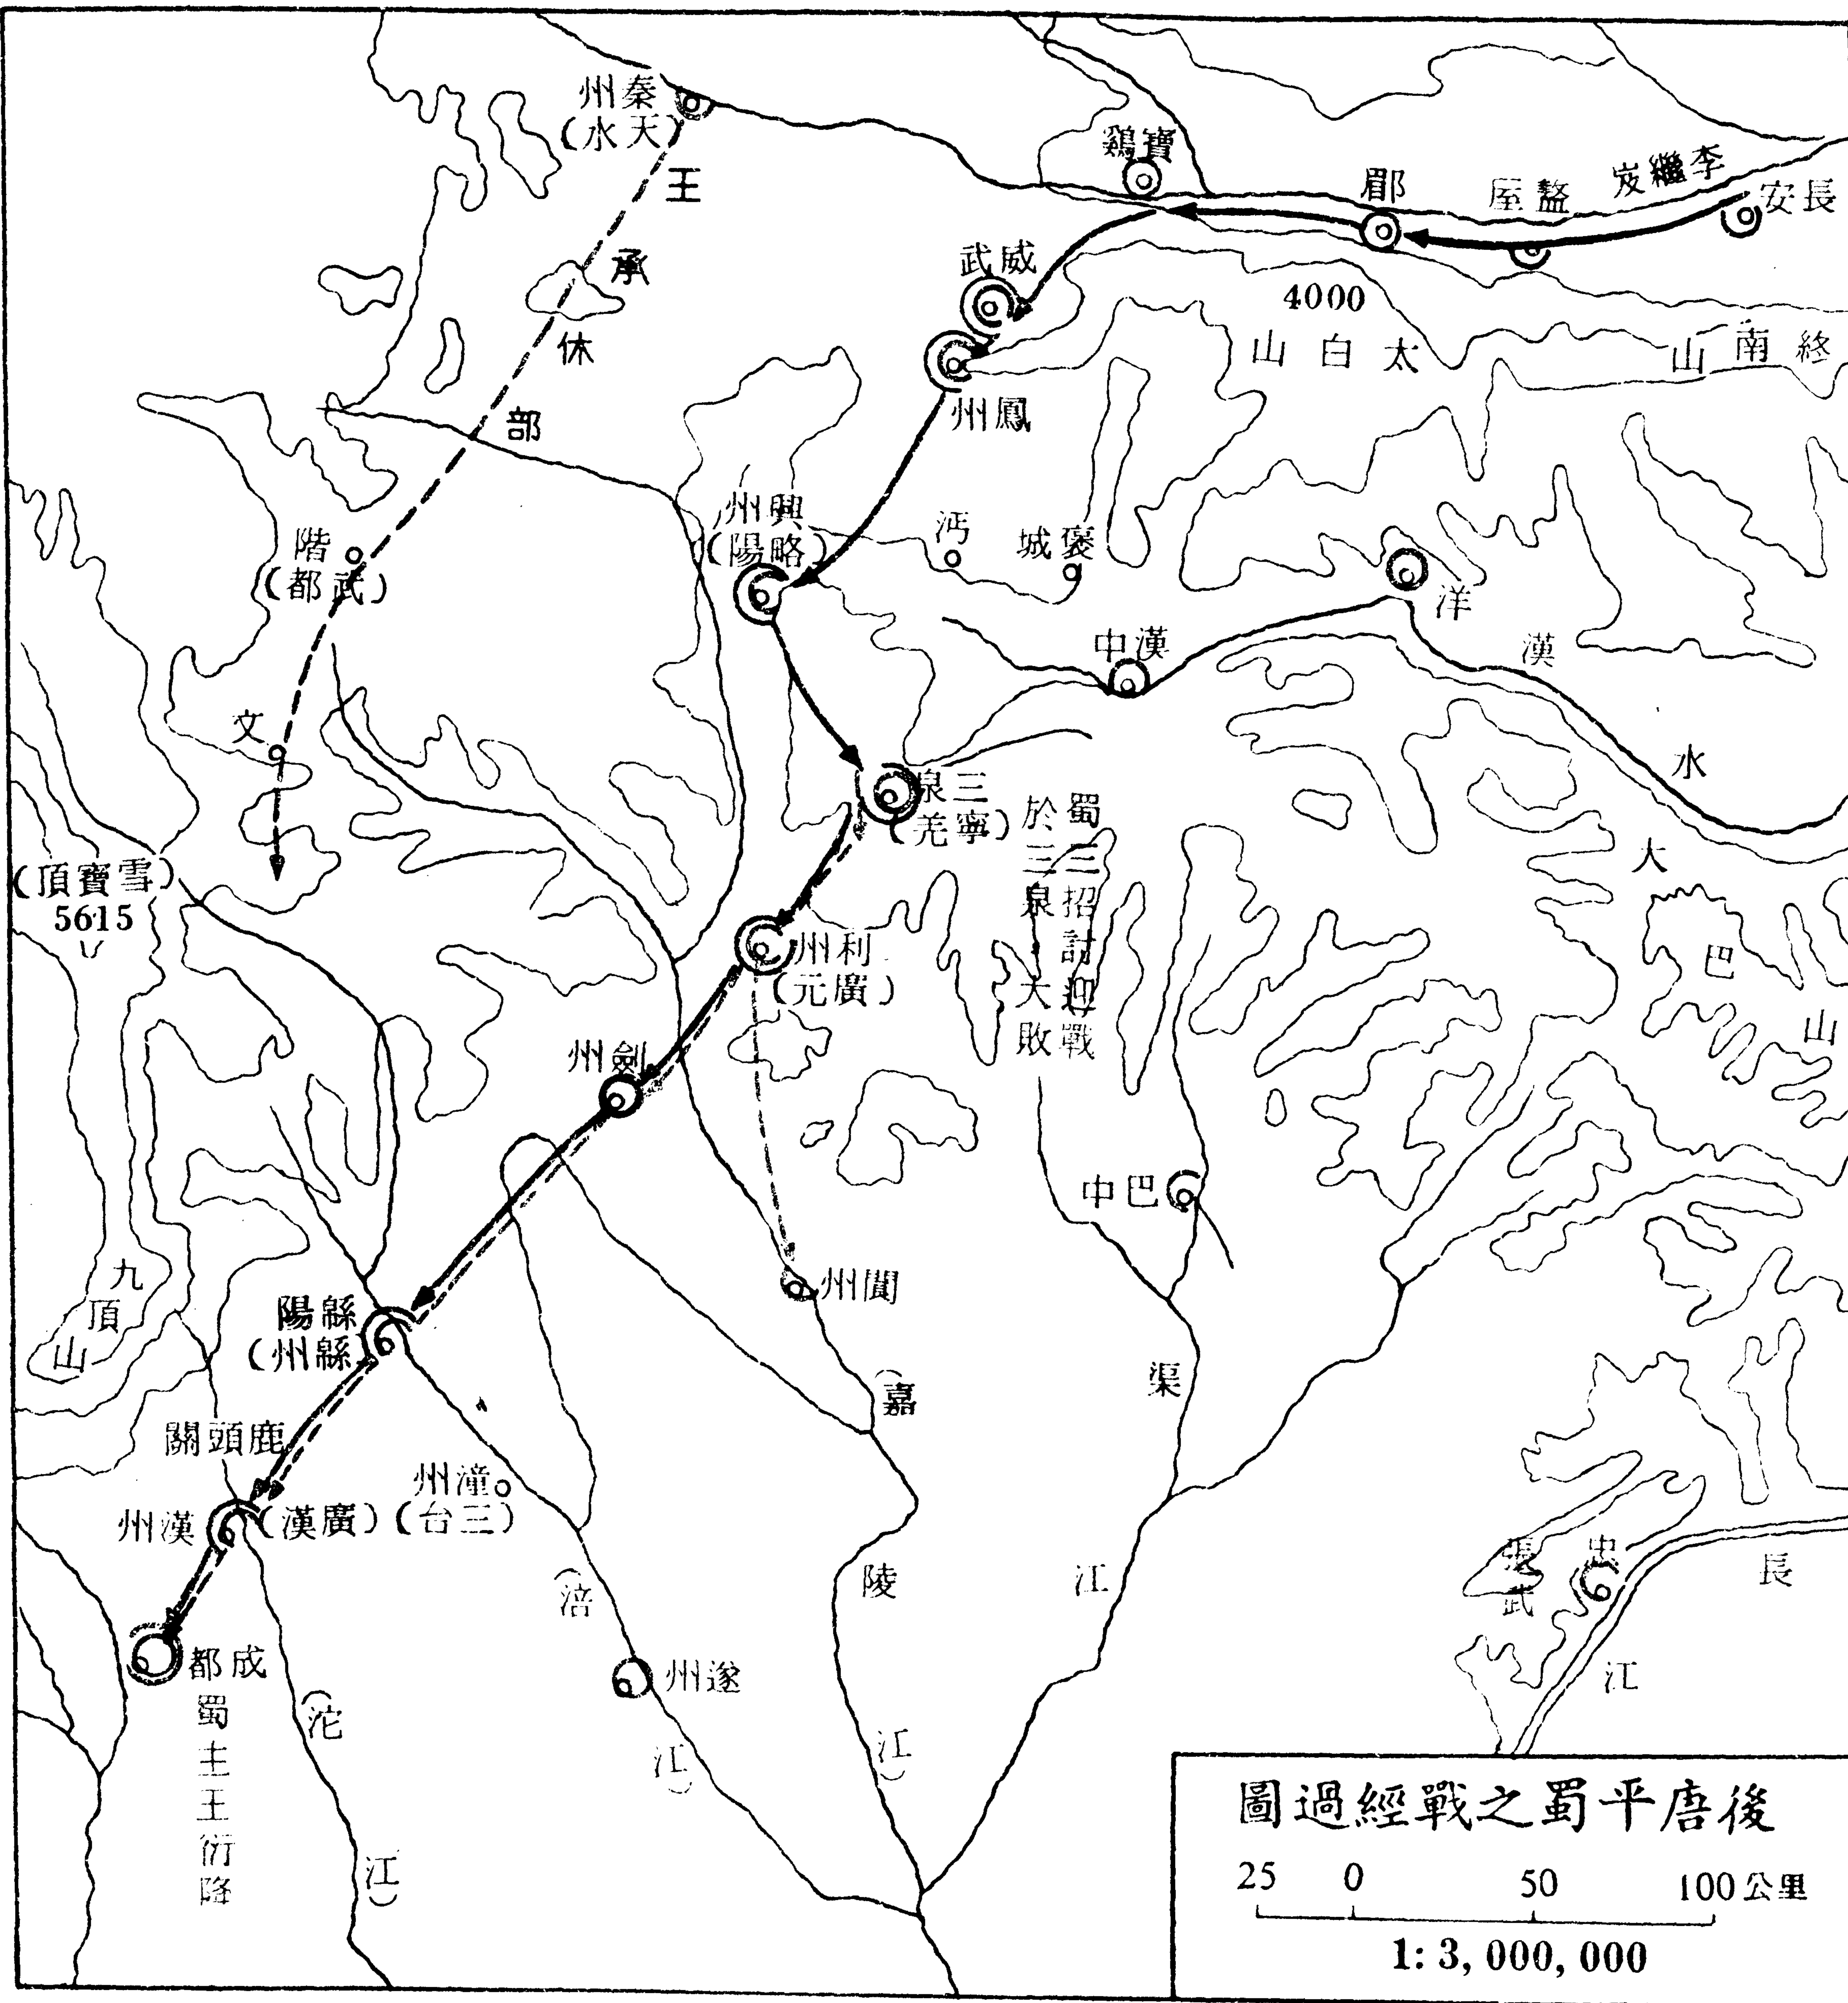 後唐平蜀之戰經過圖
25 0 50 100公里
1: 3,000,000
秦州
(天水)
王承休部
寶鷄
郿
盩厔
李繼岌
長安
威武
鳳州
4000
太白山
終南山
興州
(略陽)
沔
褒城
階
(武都)
漢中
洋
漢水
文
三泉
(寧羌)
蜀三招討迎戰
於三泉,大敗
大巴山
(雪寶頂)
5615
利州
(廣元)
劍州
巴中
閬州
九頂山
緜陽
(緜州)
鹿頭關
漢州
(廣漢)
潼州
(三台)
(嘉陵江)
渠江
(涪江)
遂州
忠
張武
長江
成都
蜀主王衍降
(沱江)